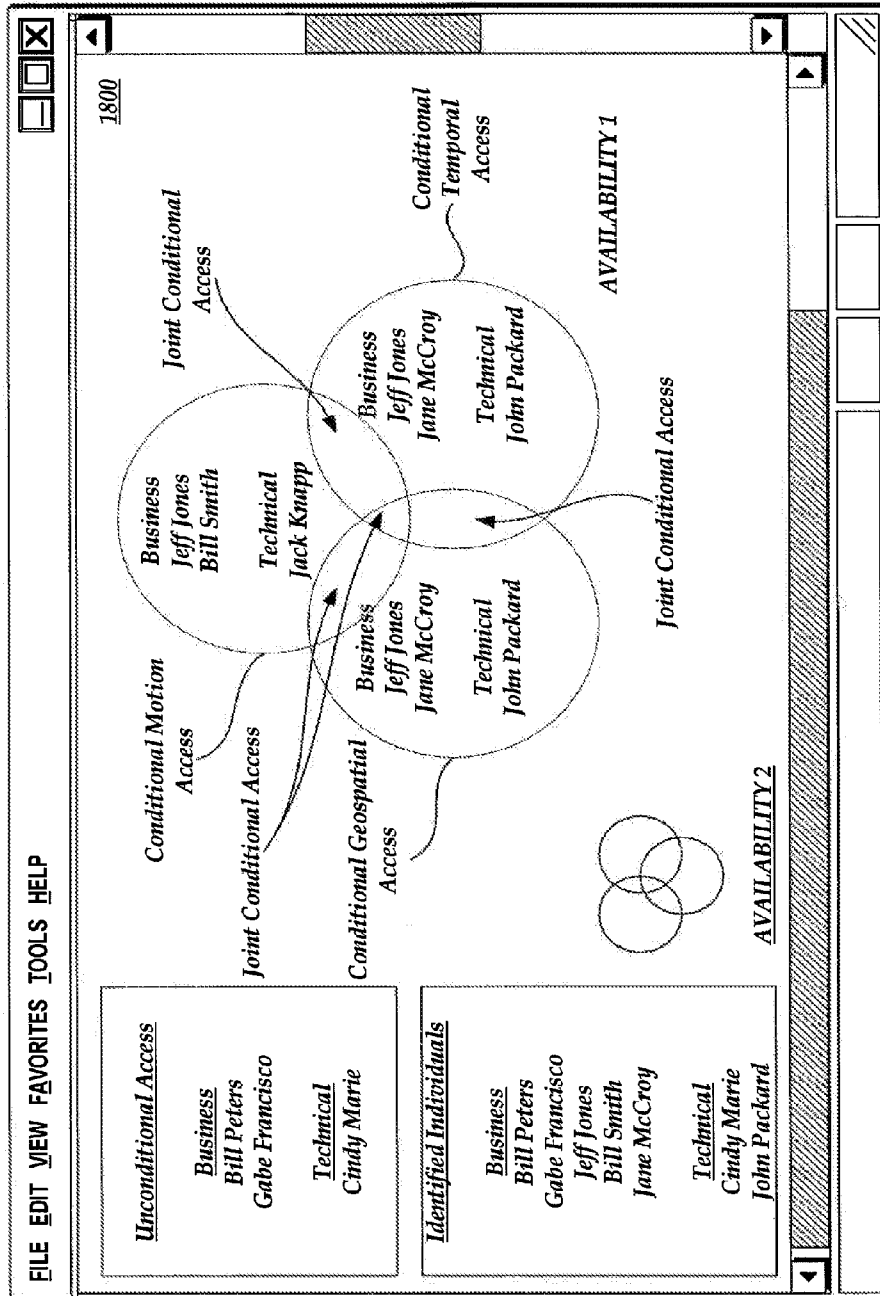 FILE EDIT VIEW FAVORITES TOOLS HELP
1800
Unconditional Access
Business
Bill Peters
Gabe Francisco
Technical
Cindy Marie
Identified Individuals
Business
Bill Peters
Gabe Francisco
Jeff Jones
Bill Smith
Jane McCroy
Technical
Cindy Marie
John Packard
Conditional Motion
Access
Joint Conditional Access
Conditional Geospatial
Access
Business
Jeff Jones
Bill Smith
Technical
Jack Knapp
Joint Conditional
Access
Business
Jeff Jones
Jane McCroy
Technical
John Packard
Business
Jeff Jones
Jane McCroy
Technical
John Packard
Conditional
Temporal
Access
Joint Conditional Access
AVAILABILITY 1
AVAILABILITY 2